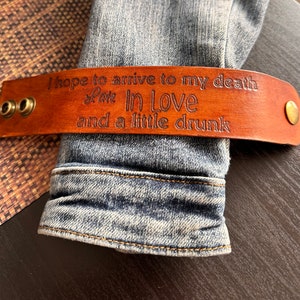 I hope to arrive to my death
Late In Love
and a little drunk